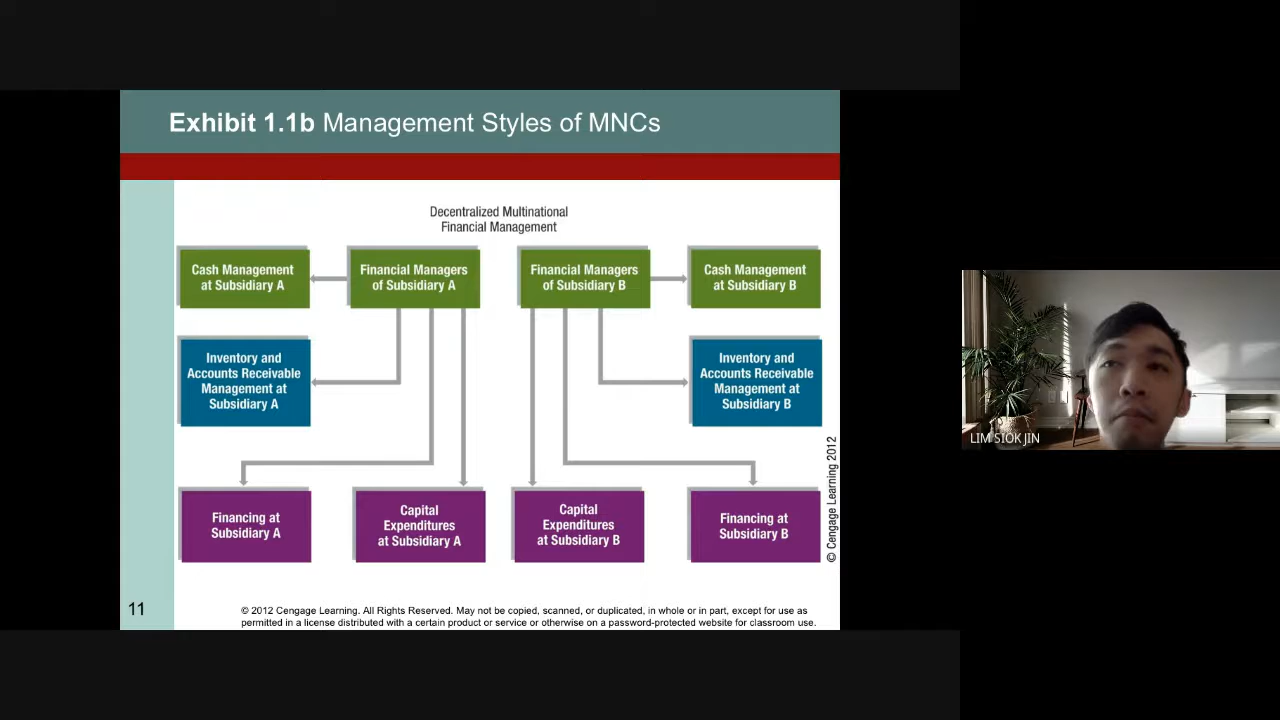 Exhibit 1.1b Management Styles of MNCs
Decentralized Multinational
Financial Management
Cash Management
at Subsidiary A
Financial Managers
of Subsidiary A
Financial Managers
of Subsidiary B
Cash Management
at Subsidiary B
Inventory and
Accounts Receivable
Management at
Subsidiary A
Inventory and
Accounts Receivable
Management at
Subsidiary B
Financing at
Subsidiary A
Capital
Expenditures
at Subsidiary A
Capital
Expenditures
at Subsidiary B
Financing at
Subsidiary B
© Cengage Learning 2012
11
© 2012 Cengage Learning. All Rights Reserved. May not be copied, scanned, or duplicated, in whole or in part, except for use as
permitted in a license distributed with a certain product or service or otherwise on a password-protected website for classroom use.
LIM SIOK JIN